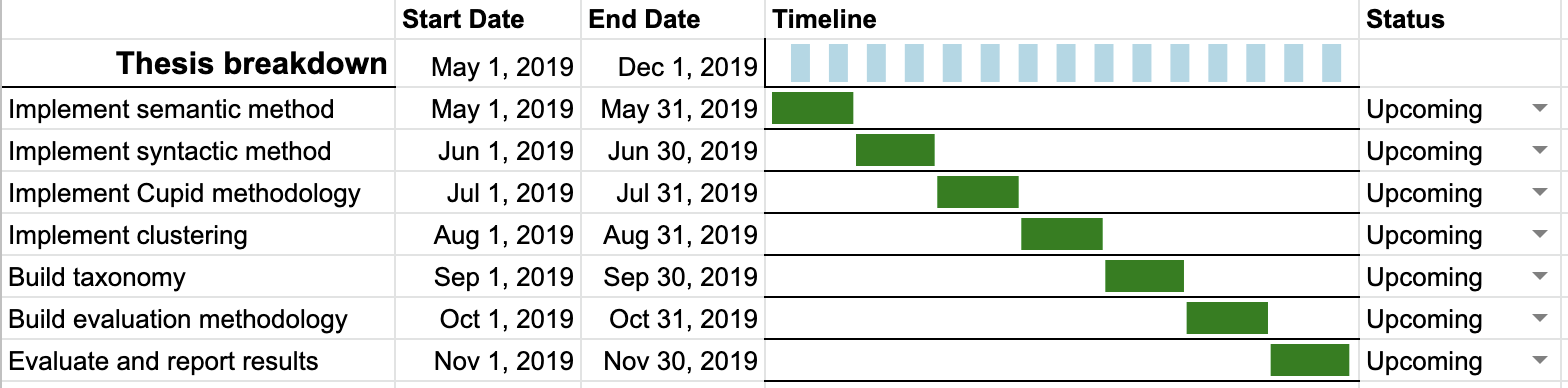 Start Date End Date Timeline Status
Thesis breakdown May 1, 2019 Dec 1, 2019
Implement semantic method May 1, 2019 May 31, 2019 Upcoming
Implement syntactic method Jun 1, 2019 Jun 30, 2019 Upcoming
Implement Cupid methodology Jul 1, 2019 Jul 31, 2019 Upcoming
Implement clustering Aug 1, 2019 Aug 31, 2019 Upcoming
Build taxonomy Sep 1, 2019 Sep 30, 2019 Upcoming
Build evaluation methodology Oct 1, 2019 Oct 31, 2019 Upcoming
Evaluate and report results Nov 1, 2019 Nov 30, 2019 Upcoming